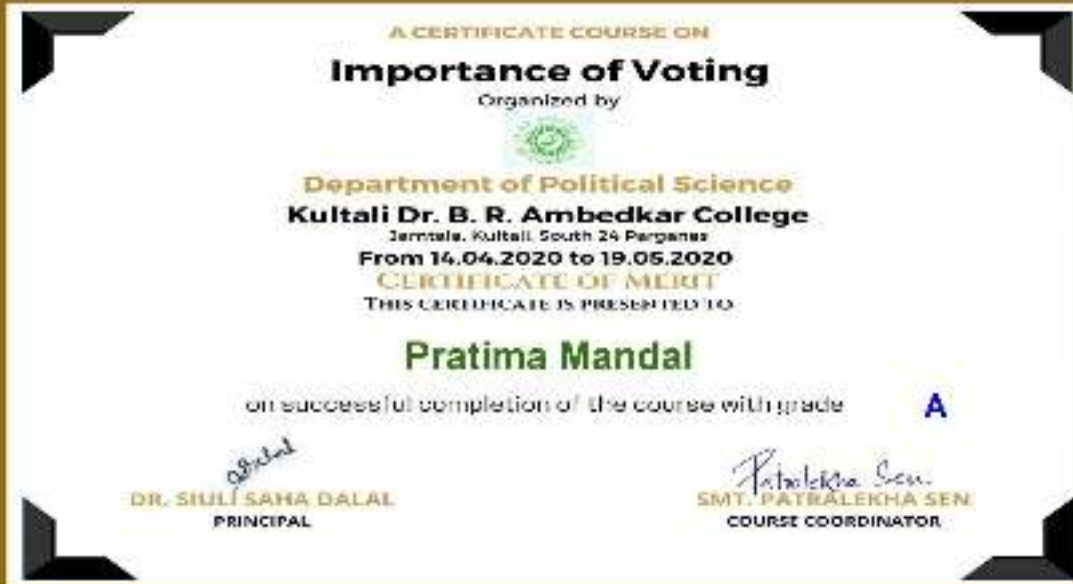 A CERTIFICATE COURSE ON
Importance of Voting
Organized by
Department of Political Science
Kultali Dr. B. R. Ambedkar College
Jamtala, Kultali, South 24 Parganas
From 14.04.2020 to 19.05.2020
CERTIFICATE OF MERIT
THIS CERTIFICATE IS PRESENTED TO
Pratima Mandal
on successful completion of the course with grade A
Patralekha Sen.
DR. SIULI SAHA DALAL
SMT. PATRALEKHA SEN
PRINCIPAL
COURSE COORDINATOR